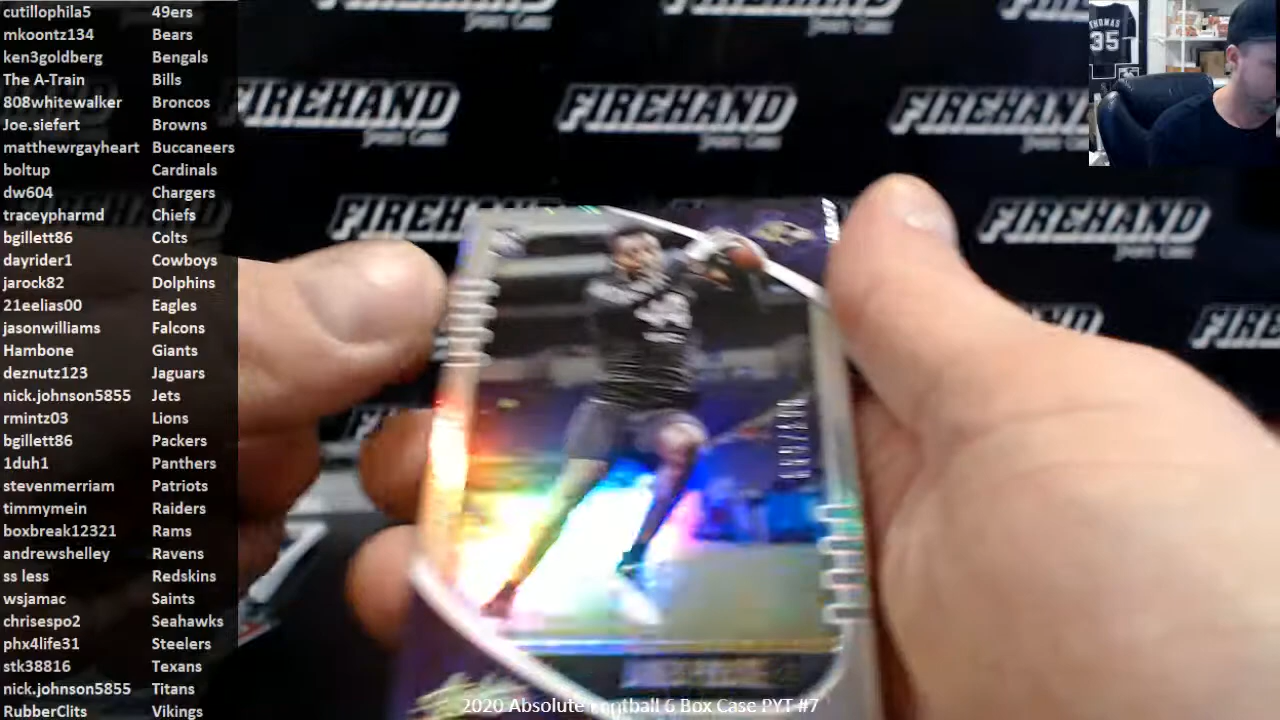 cutillophila5 49ers
mkoontz134 Bears
ken3goldberg Bengals
The A-Train Bills
808whitewalker Broncos
Joe.siefert Browns
matthewrgayheart Buccaneers
boltup Cardinals
dw604 Chargers
traceypharmd Chiefs
bgillett86 Colts
dayrider1 Cowboys
jarock82 Dolphins
21eelias00 Eagles
jasonwilliams Falcons
Hambone Giants
deznutz123 Jaguars
nick.johnson5855 Jets
rmintz03 Lions
bgillett86 Packers
1duh1 Panthers
stevenmerriam Patriots
timmymein Raiders
boxbreak12321 Rams
andrewshelley Ravens
ss less Redskins
wsjamac Saints
chrisespo2 Seahawks
phx4life31 Steelers
stk38816 Texans
nick.johnson5855 Titans
RubberClits Vikings
THOMAS
35
FIREHAND
FIREHAND
FIREHAND
FIREHAND
FIREHAND
2020 Absolute Football 6 Box Case PYT #7